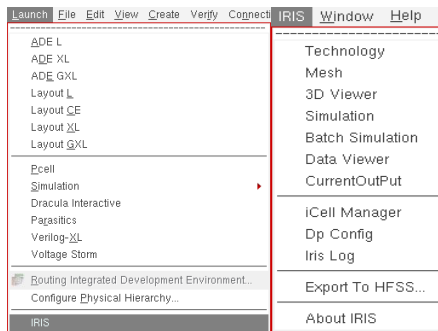 Launch File Edit View Create Verify Connecti
ADE L
ADE XL
ADE GXL
Layout L
Layout CE
Layout XL
Layout GXL
Pcell
Simulation
Dracula Interactive
Parasitics
Verilog-XL
Voltage Storm
Routing Integrated Development Environment...
Configure Physical Hierarchy...
IRIS
IRIS Window Help
Technology
Mesh
3D Viewer
Simulation
Batch Simulation
Data Viewer
CurrentOutPut
iCell Manager
Dp Config
Iris Log
Export To HFSS...
About IRIS